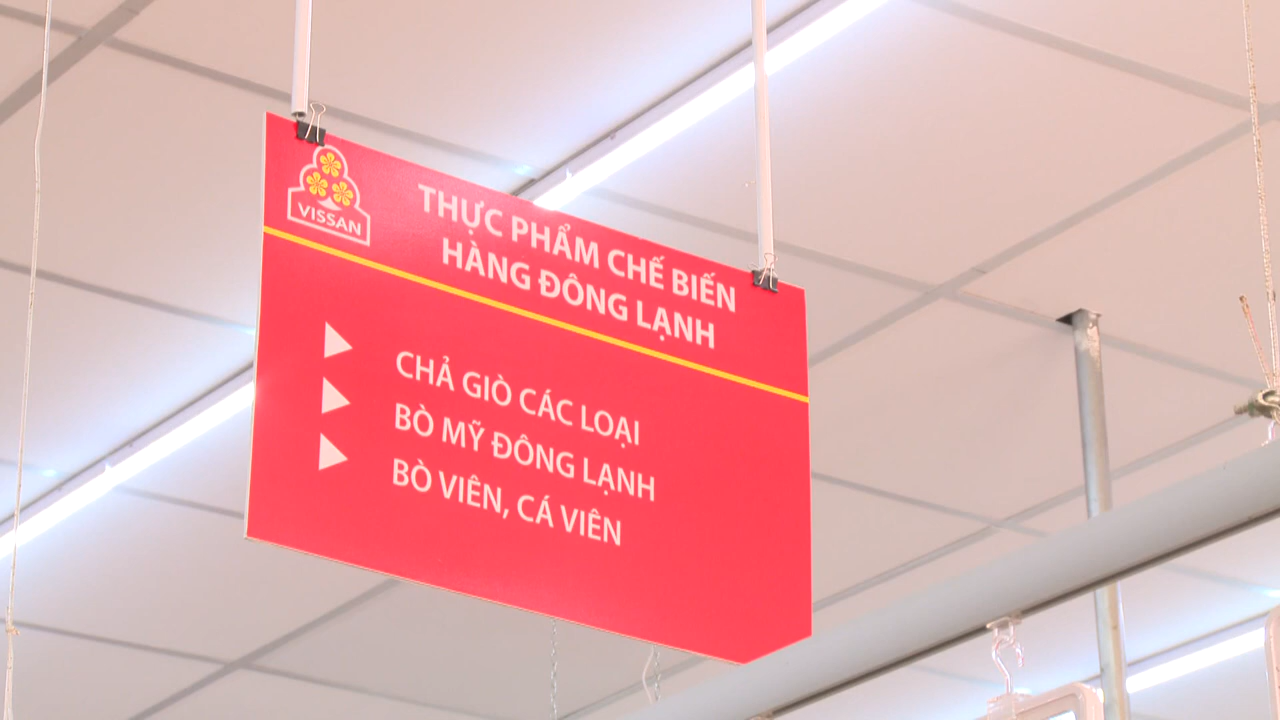 VISSAN
THỰC PHẨM CHẾ BIẾN
HÀNG ĐÔNG LẠNH
CHẢ GIÒ CÁC LOẠI
BÒ MỸ ĐÔNG LẠNH
BÒ VIÊN, CÁ VIÊN